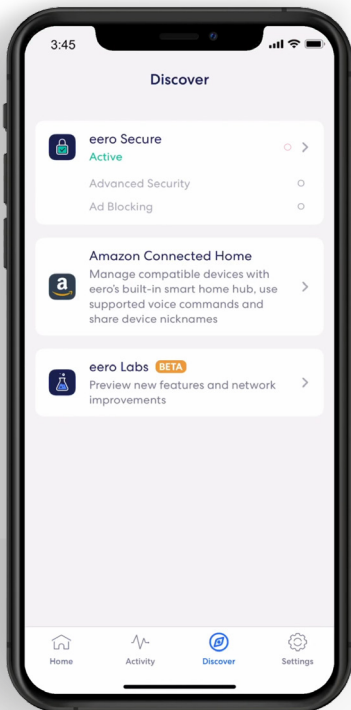 3:45
Discover
eero Secure
Active
Advanced Security
Ad Blocking
Amazon Connected Home
Manage compatible devices with
eero's built-in smart home hub, use
supported voice commands and
share device nicknames
eero Labs BETA
Preview new features and network
improvements
Home
Activity
Discover
Settings